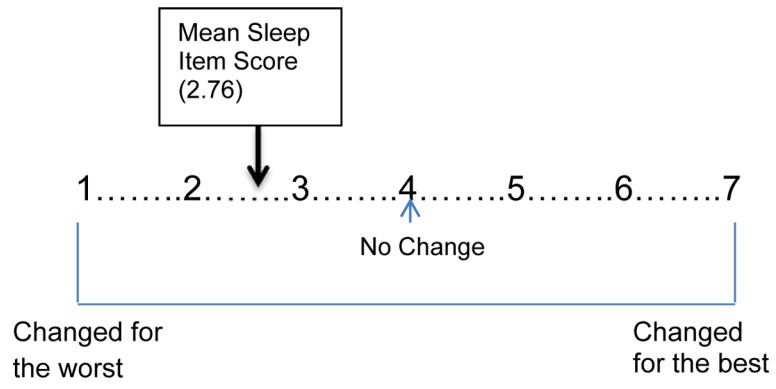 Mean Sleep
Item Score
(2.76)
1........2........3........4........5........6........7
No Change
Changed for
the worst
Changed
for the best